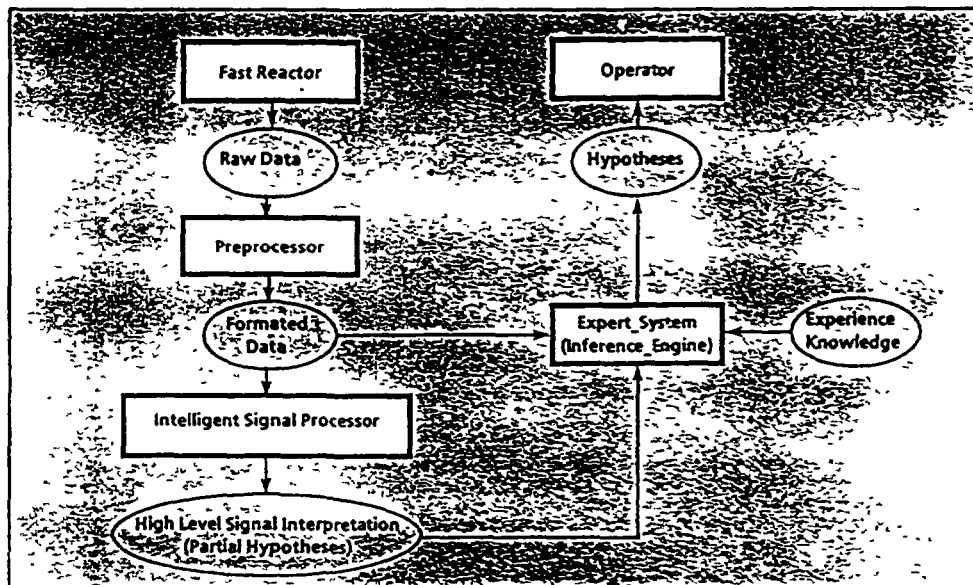 Fast Reactor
Operator
Raw Data
Hypotheses
Preprocessor
Formated
Data
Expert_System
(Inference_Engine)
Experience
Knowledge
Intelligent Signal Processor
High Level Signal Interpretation
(Partial Hypotheses)